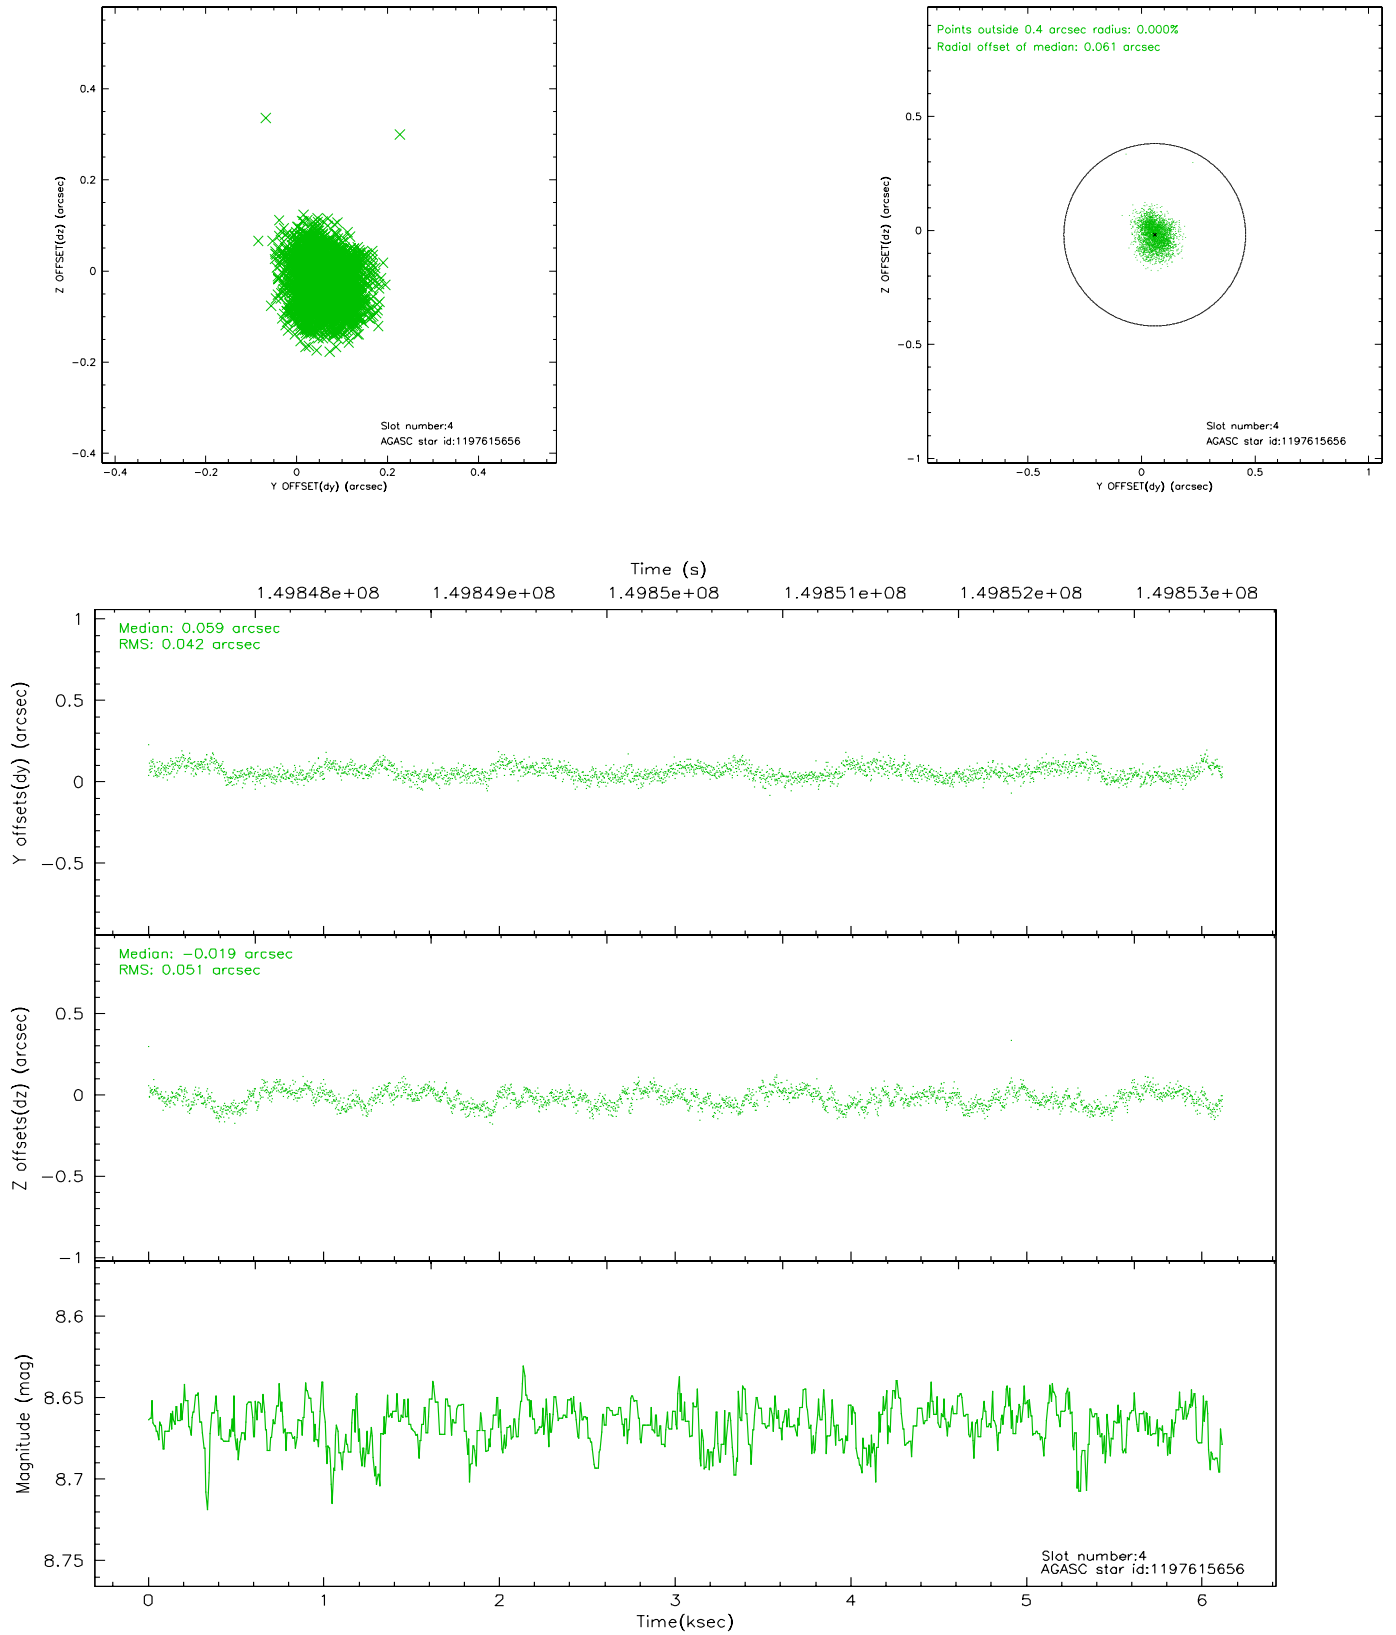 0.4
0.2
0
−0.2
−0.4
Z OFFSET(dz) (arcsec)
Slot number:4
AGASC star id:1197615656
−0.4 −0.2 0 0.2 0.4
Y OFFSET(dy) (arcsec)
Points outside 0.4 arcsec radius: 0.000%
Radial offset of median: 0.061 arcsec
0.5
0
−0.5
−1
Z OFFSET(dz) (arcsec)
Slot number:4
AGASC star id:1197615656
−0.5 0 0.5 1
Y OFFSET(dy) (arcsec)
Time (s)
1.49848e+08 1.49849e+08 1.4985e+08 1.49851e+08 1.49852e+08 1.49853e+08
Median: 0.059 arcsec
RMS: 0.042 arcsec
1
0.5
0
−0.5
Y offsets(dy) (arcsec)
Median: −0.019 arcsec
RMS: 0.051 arcsec
0.5
0
−0.5
−1
Z offsets(dz) (arcsec)
8.6
8.65
8.7
8.75
Magnitude (mag)
Slot number:4
AGASC star id:1197615656
0 1 2 3 4 5 6
Time(ksec)